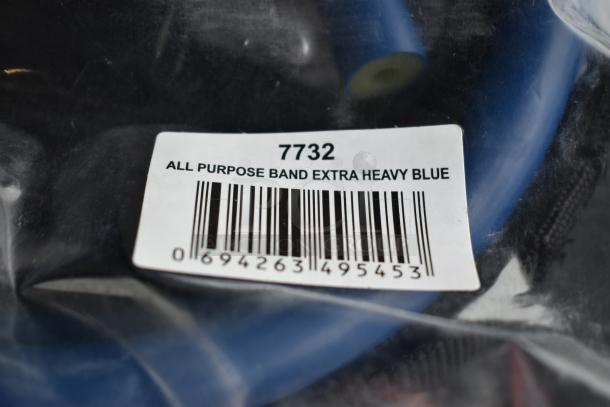 7732
ALL PURPOSE BAND EXTRA HEAVY BLUE
0 694263 495453